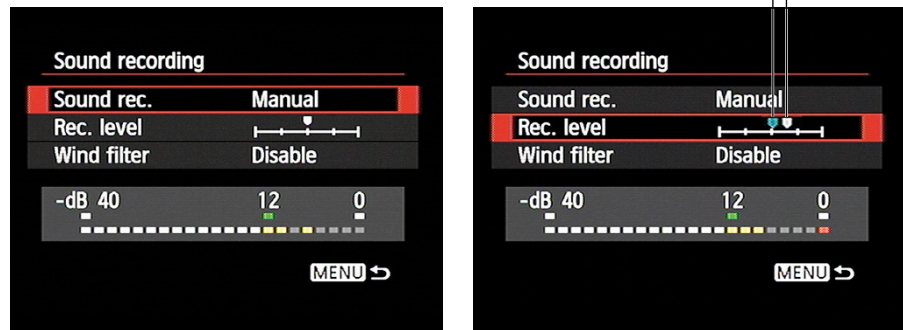 Sound recording
Sound rec. Manual
Rec. level
Wind filter Disable
-dB 40 12 0
MENU
Sound recording
Sound rec. Manual
Rec. level
Wind filter Disable
-dB 40 12 0
MENU